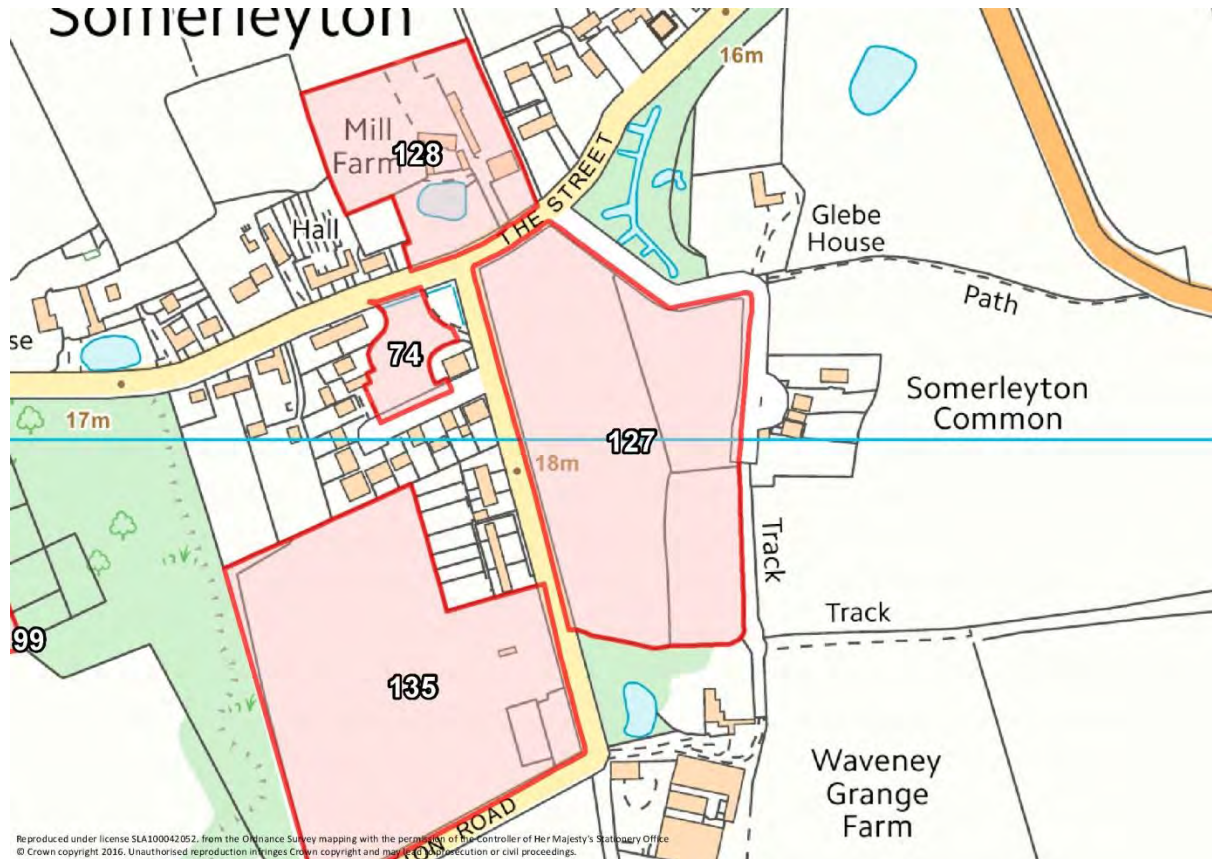 Somerleyton
16m
Mill
Farm
128
THE STREET
Hall
Glebe
House
Path
se
74
Somerleyton
Common
17m
127
18m
Track
Track
99
135
Waveney
Grange
Farm
ROAD
Reproduced under license SLA100042052. from the Ordnance Survey mapping with the permission of the Controller of Her Majesty's Stationery Office
© Crown copyright 2016. Unauthorised reproduction infringes Crown copyright and may lead to prosecution or civil proceedings.